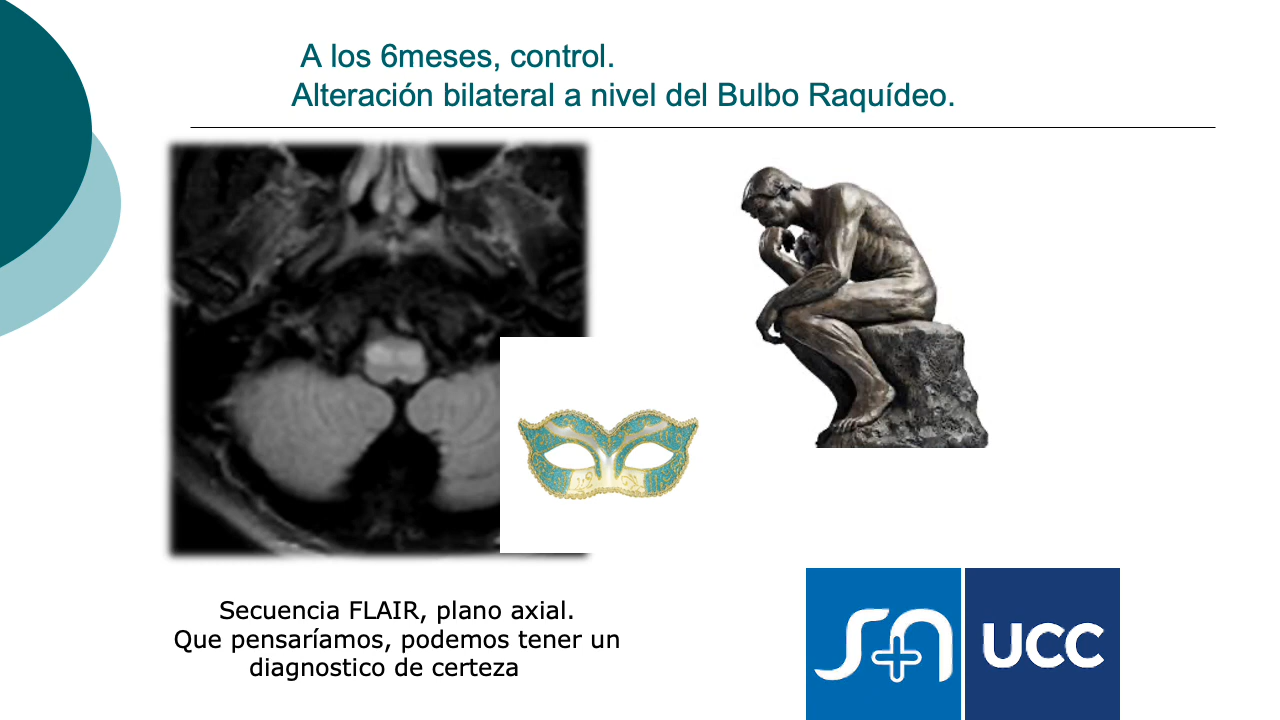 A los 6meses, control.
Alteración bilateral a nivel del Bulbo Raquídeo.
Secuencia FLAIR, plano axial.
Que pensaríamos, podemos tener un
diagnostico de certeza
UCC